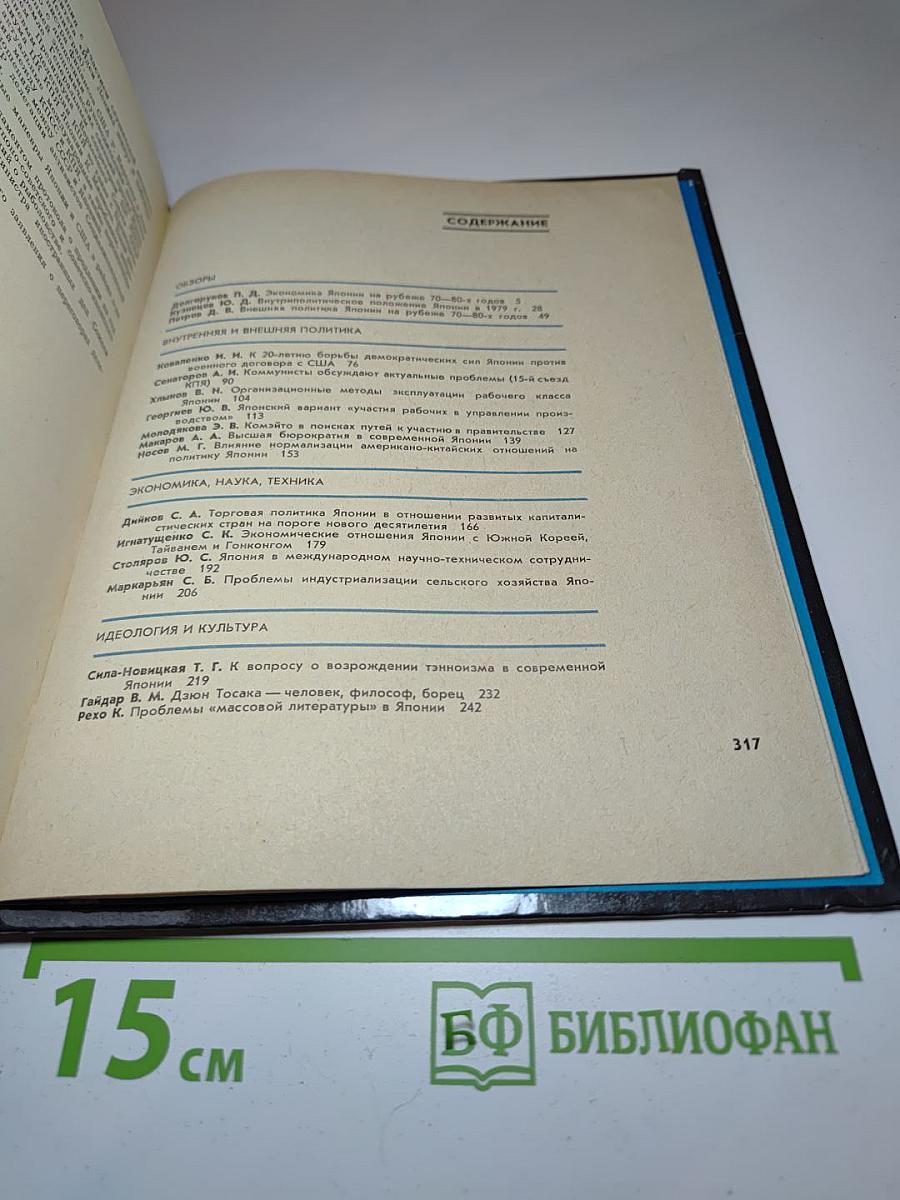 СОДЕРЖАНИЕ
ОБЗОРЫ
Долгоруков П. Д. Экономика Японии на рубеже 70—80-х годов 5
Кузнецов Ю. Д. Внутриполитическое положение Японии в 1979 г. 28
Петров Д. В. Внешняя политика Японии на рубеже 70—80-х годов 49
ВНУТРЕННЯЯ И ВНЕШНЯЯ ПОЛИТИКА
Коваленко И. И. К 20-летию борьбы демократических сил Японии против
военного договора с США 76
Сенаторов А. И. Коммунисты обсуждают актуальные проблемы (15-й съезд
КПЯ) 90
Хлынов В. Н. Организационные методы эксплуатации рабочего класса
Японии 104
Георгиев Ю. В. Японский вариант «участия рабочих в управлении произ-
водством» 113
Молодякова Э. В. Комэйто в поисках путей к участию в правительстве 127
Макаров А. А. Высшая бюрократия в современной Японии 139
Носов М. Г. Влияние нормализации американо-китайских отношений на
политику Японии 153
ЭКОНОМИКА, НАУКА, ТЕХНИКА
Дийков С. А. Торговая политика Японии в отношении развитых капитали-
стических стран на пороге нового десятилетия 166
Игнатущенко С. К. Экономические отношения Японии с Южной Кореей,
Тайванем и Гонконгом 179
Столяров Ю. С. Япония в международном научно-техническом сотрудни-
честве 192
Маркарьян С. Б. Проблемы индустриализации сельского хозяйства Япо-
нии 206
ИДЕОЛОГИЯ И КУЛЬТУРА
Сила-Новицкая Т. Г. К вопросу о возрождении тэнноизма в современной
Японии 219
Гайдар В. М. Дзюн Тосака — человек, философ, борец 232
Рехо К. Проблемы «массовой литературы» в Японии 242
317
15 см
БФ БИБЛИОФАН